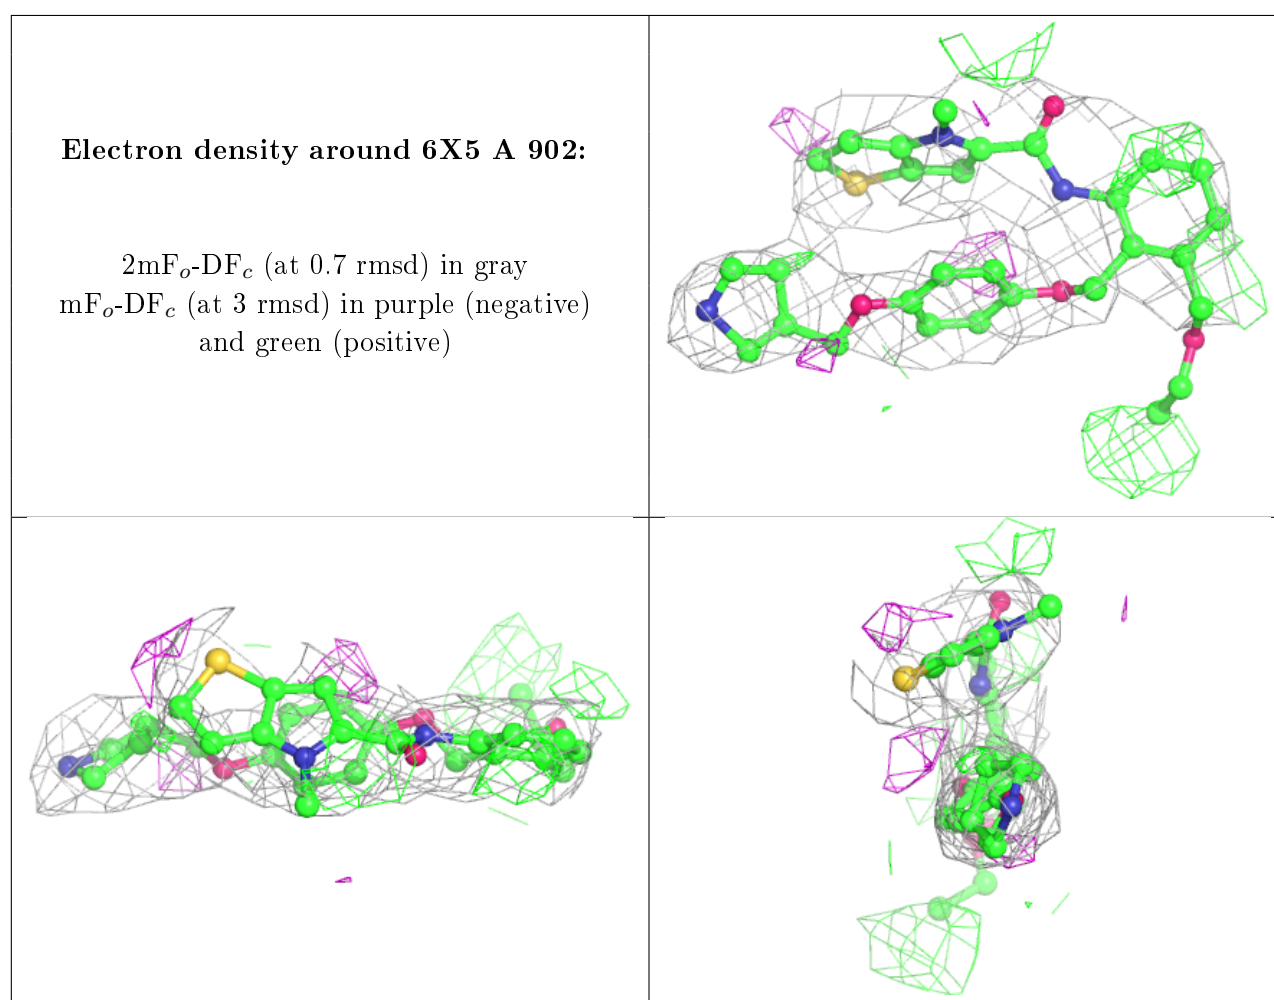 Electron density around 6X5 A 902:
2mFo-DFc (at 0.7 rmsd) in gray
mFo-DFc (at 3 rmsd) in purple (negative)
and green (positive)